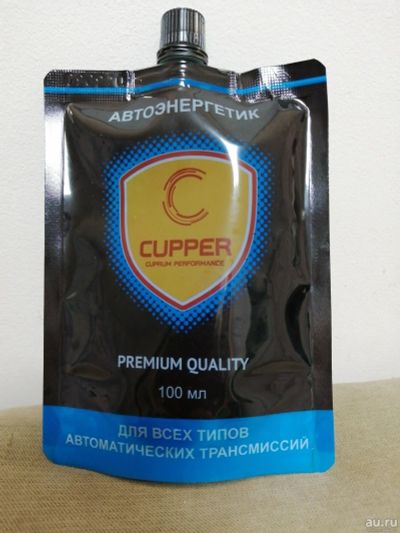 АВТОЭНЕРГЕТИК
CUPPER
CUPRUM PERFORMANCE
PREMIUM QUALITY
100 мл
ДЛЯ ВСЕХ ТИПОВ
АВТОМАТИЧЕСКИХ ТРАНСМИССИЙ
au.ru